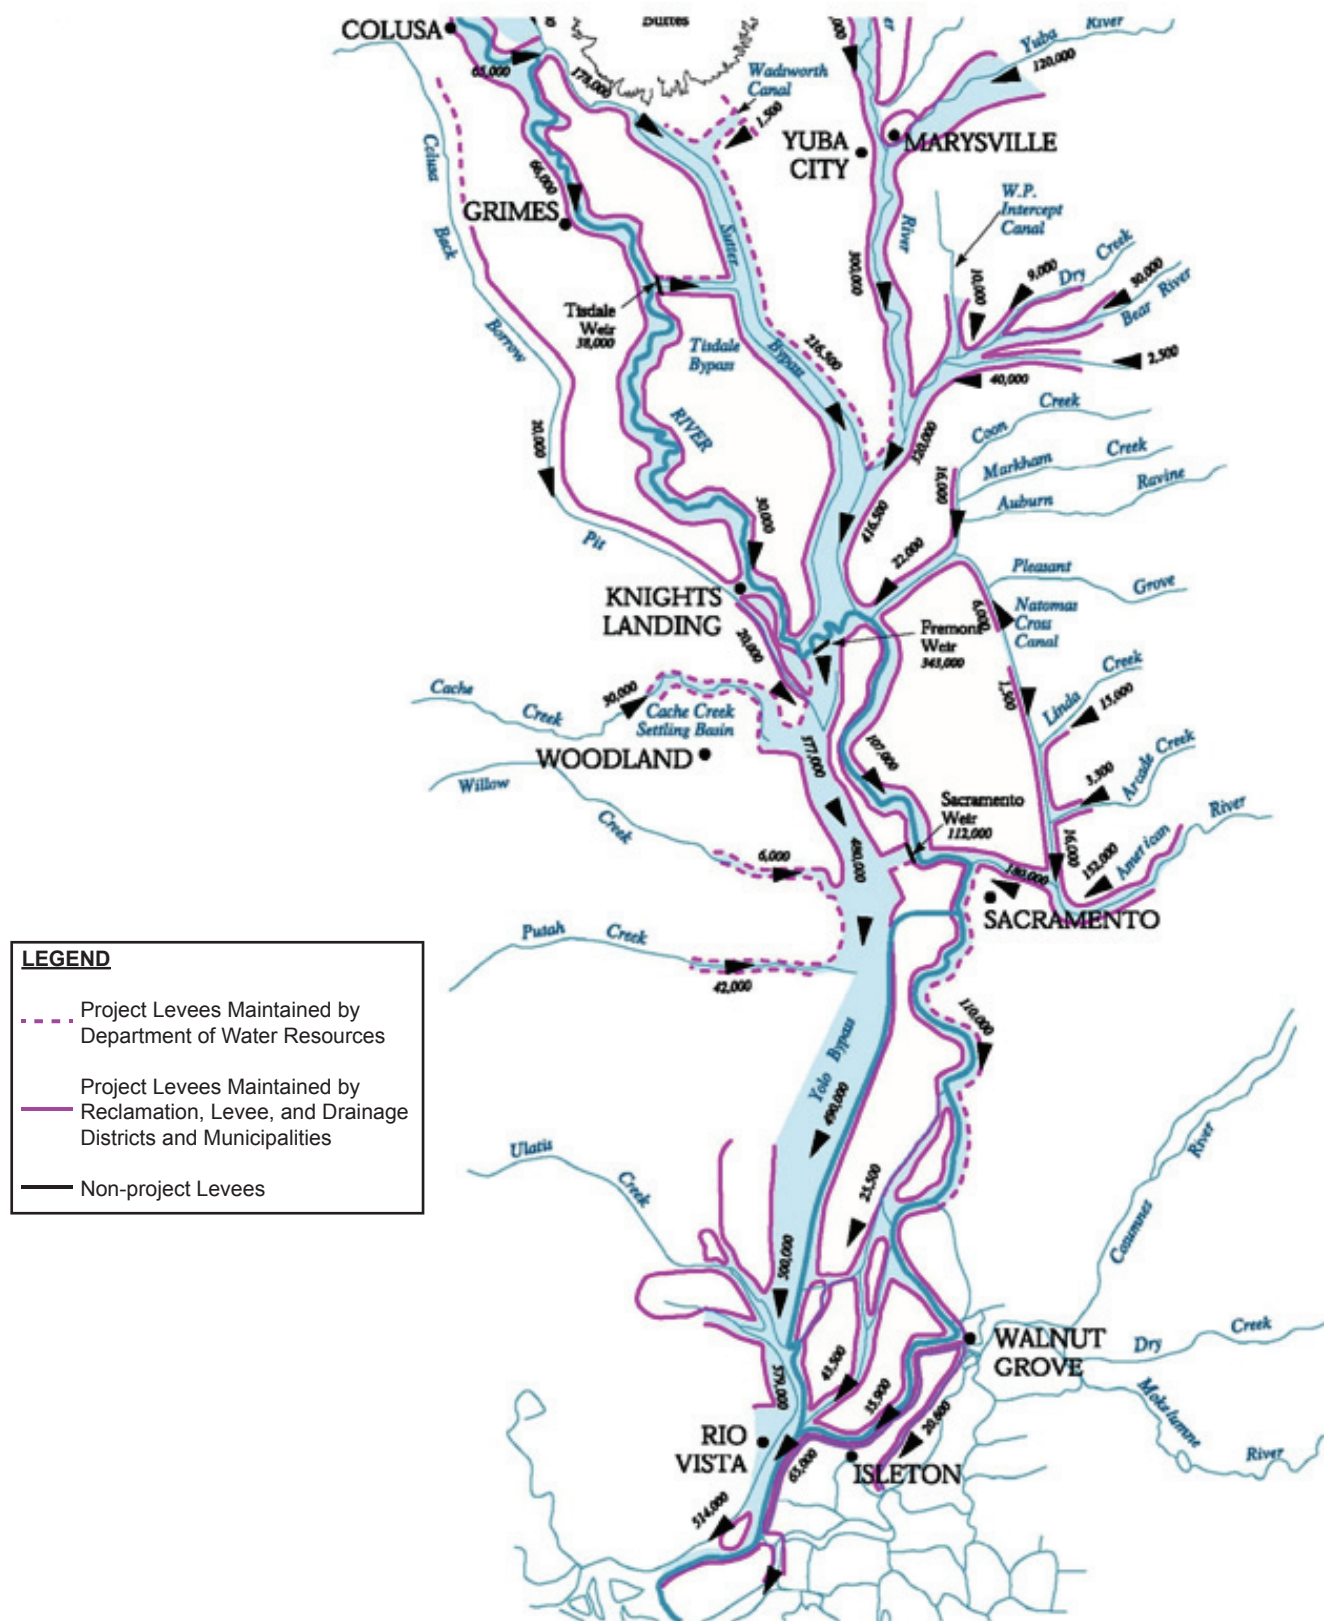 COLUSA
Buttes
65,000
178,000
Wadsworth
Canal
1,500
Yuba
River
120,000
YUBA
CITY
MARYSVILLE
Colusa
66,000
GRIMES
W.P.
Intercept
Canal
River
Sutter
Back
300,000
10,000
9,000
Dry
Creek
30,000
Bear
River
2,500
40,000
Tisdale
Weir
38,000
Borrow
Tisdale
Bypass
Bypass
216,500
RIVER
20,000
320,000
Coon
Creek
Markham
Creek
16,000
Auburn
Ravine
Pit
30,000
416,500
22,000
Pleasant
Grove
KNIGHTS
LANDING
6,000
Natomas
Cross
Canal
Fremont
Weir
343,000
20,000
Cache
Creek
30,000
Cache Creek
Settling Basin
1,500
Linda
Creek
15,000
WOODLAND
377,000
107,000
Willow
Creek
3,300
Arcade Creek
Sacramento
Weir
112,000
6,000
480,000
16,000
152,000
American
River
180,000
SACRAMENTO
Putah
Creek
42,000
LEGEND
Project Levees Maintained by
Department of Water Resources
Project Levees Maintained by
Reclamation, Levee, and Drainage
Districts and Municipalities
Non-project Levees
110,000
Yolo Bypass
490,000
Ulatis
Creek
25,500
River
Cosumnes
500,000
WALNUT
GROVE
Dry
Creek
579,000
43,500
35,900
20,600
Mokelumne
River
RIO
VISTA
65,000
ISLETON
514,000